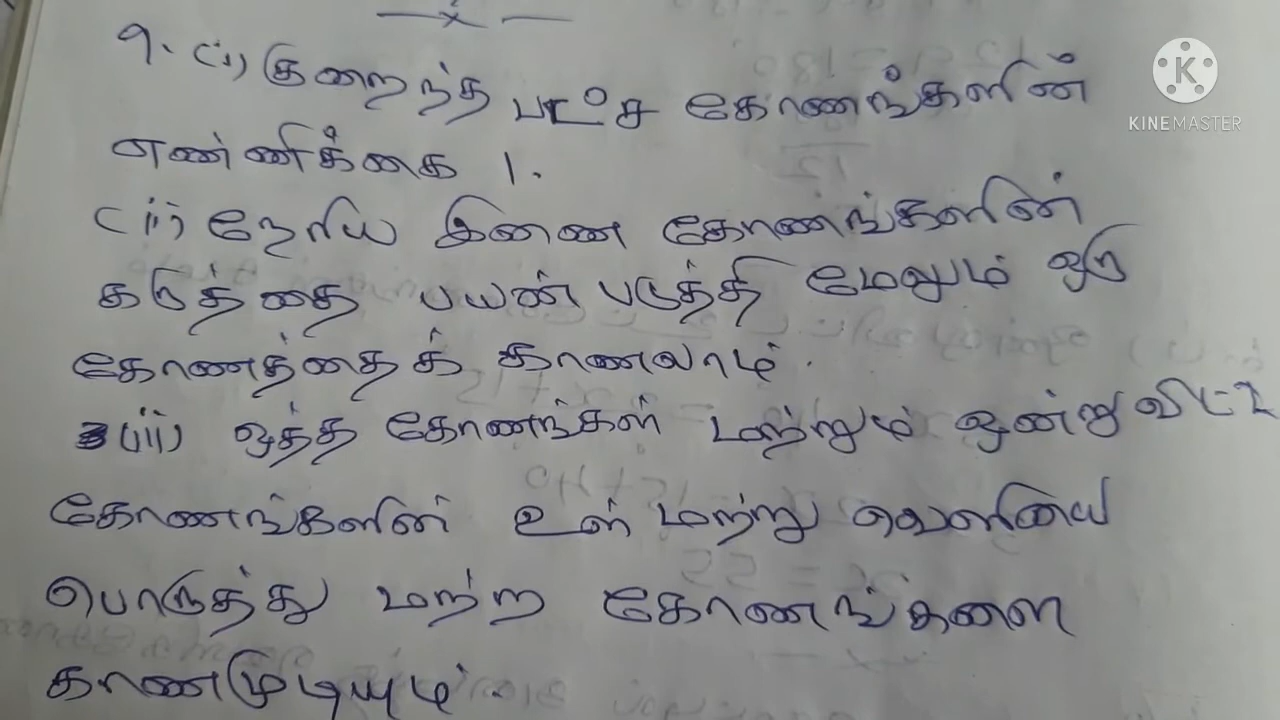 9. (i) குறைந்த பட்ச கோணங்களின்
எண்ணிக்கை 1.
(ii) நேரிய இணை கோணங்களின்
கருத்தை பயன்படுத்தி மேலும் ஒரு
கோணத்தைக் காணலாம்.
(iii) ஒத்த கோணங்கள் மற்றும் ஒன்றுவிட்ட
கோணங்களின் உள் மற்று வெளியை
பொருத்து மற்ற கோணங்களை
காணமுடியும்.
KINEMASTER